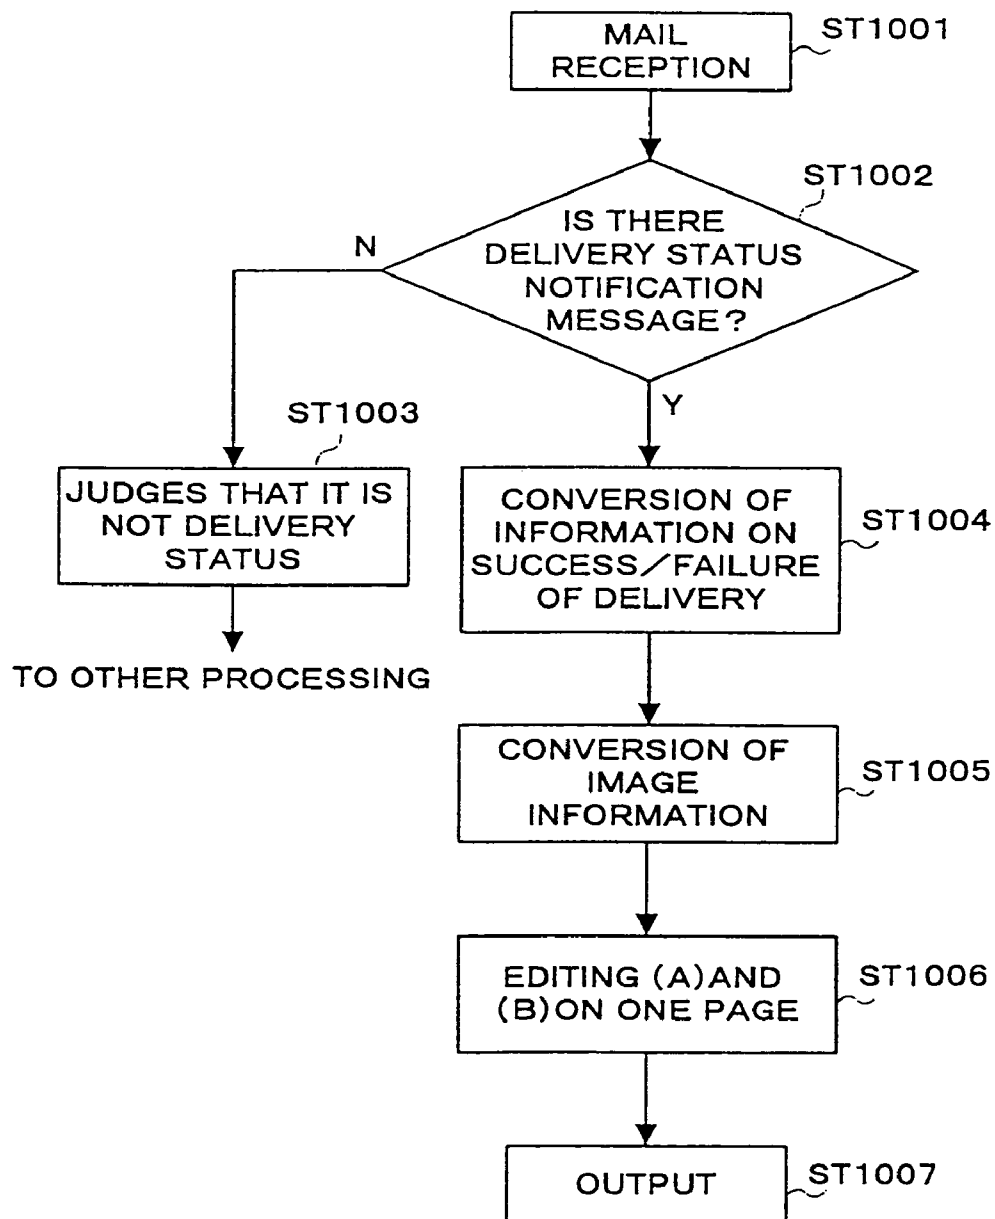 MAIL
RECEPTION
ST1001
ST1002
IS THERE
DELIVERY STATUS
NOTIFICATION
MESSAGE?
N
Y
ST1003
JUDGES THAT IT IS
NOT DELIVERY
STATUS
TO OTHER PROCESSING
CONVERSION OF
INFORMATION ON
SUCCESS/FAILURE
OF DELIVERY
ST1004
CONVERSION OF
IMAGE
INFORMATION
ST1005
EDITING (A)AND
(B)ON ONE PAGE
ST1006
OUTPUT
ST1007